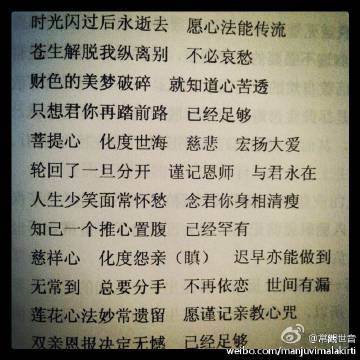 时光闪过后永逝去 愿心法能传流
苍生解脱我纵离别 不必哀愁
财色的美梦破碎 就知道心苦透
只想君你再踏前路 已经足够
菩提心 化度世海 慈悲 宏扬大爱
轮回了一旦分开 谨记恩师 与君永在
人生少笑面常怀愁 念君你身相清瘦
知己一个推心置腹 已经罕有
慈祥心 化度怨亲（瞋） 迟早亦能做到
无常到 总要分手 不再依恋 世间有漏
莲花心法妙常遗留 愿谨记亲教心咒
双亲恩报决定无憾 已经足够
@常熙世音
weibo.com/manjuvimalakirti